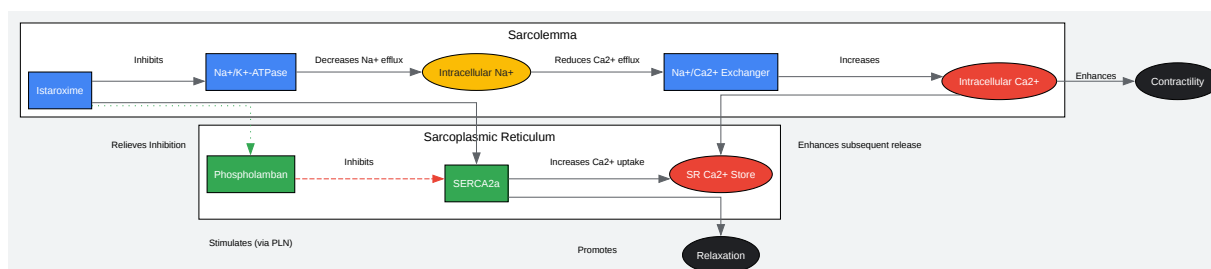 Sarcolemma
Inhibits
Decreases Na+ efflux
Reduces Ca2+ efflux
Increases
Istaroxime
Na+/K+-ATPase
Intracellular Na+
Na+/Ca2+ Exchanger
Intracellular Ca2+
Enhances
Contractility
Sarcoplasmic Reticulum
Relieves Inhibition
Enhances subsequent release
Phospholamban
Inhibits
SERCA2a
Increases Ca2+ uptake
SR Ca2+ Store
Stimulates (via PLN)
Promotes
Relaxation